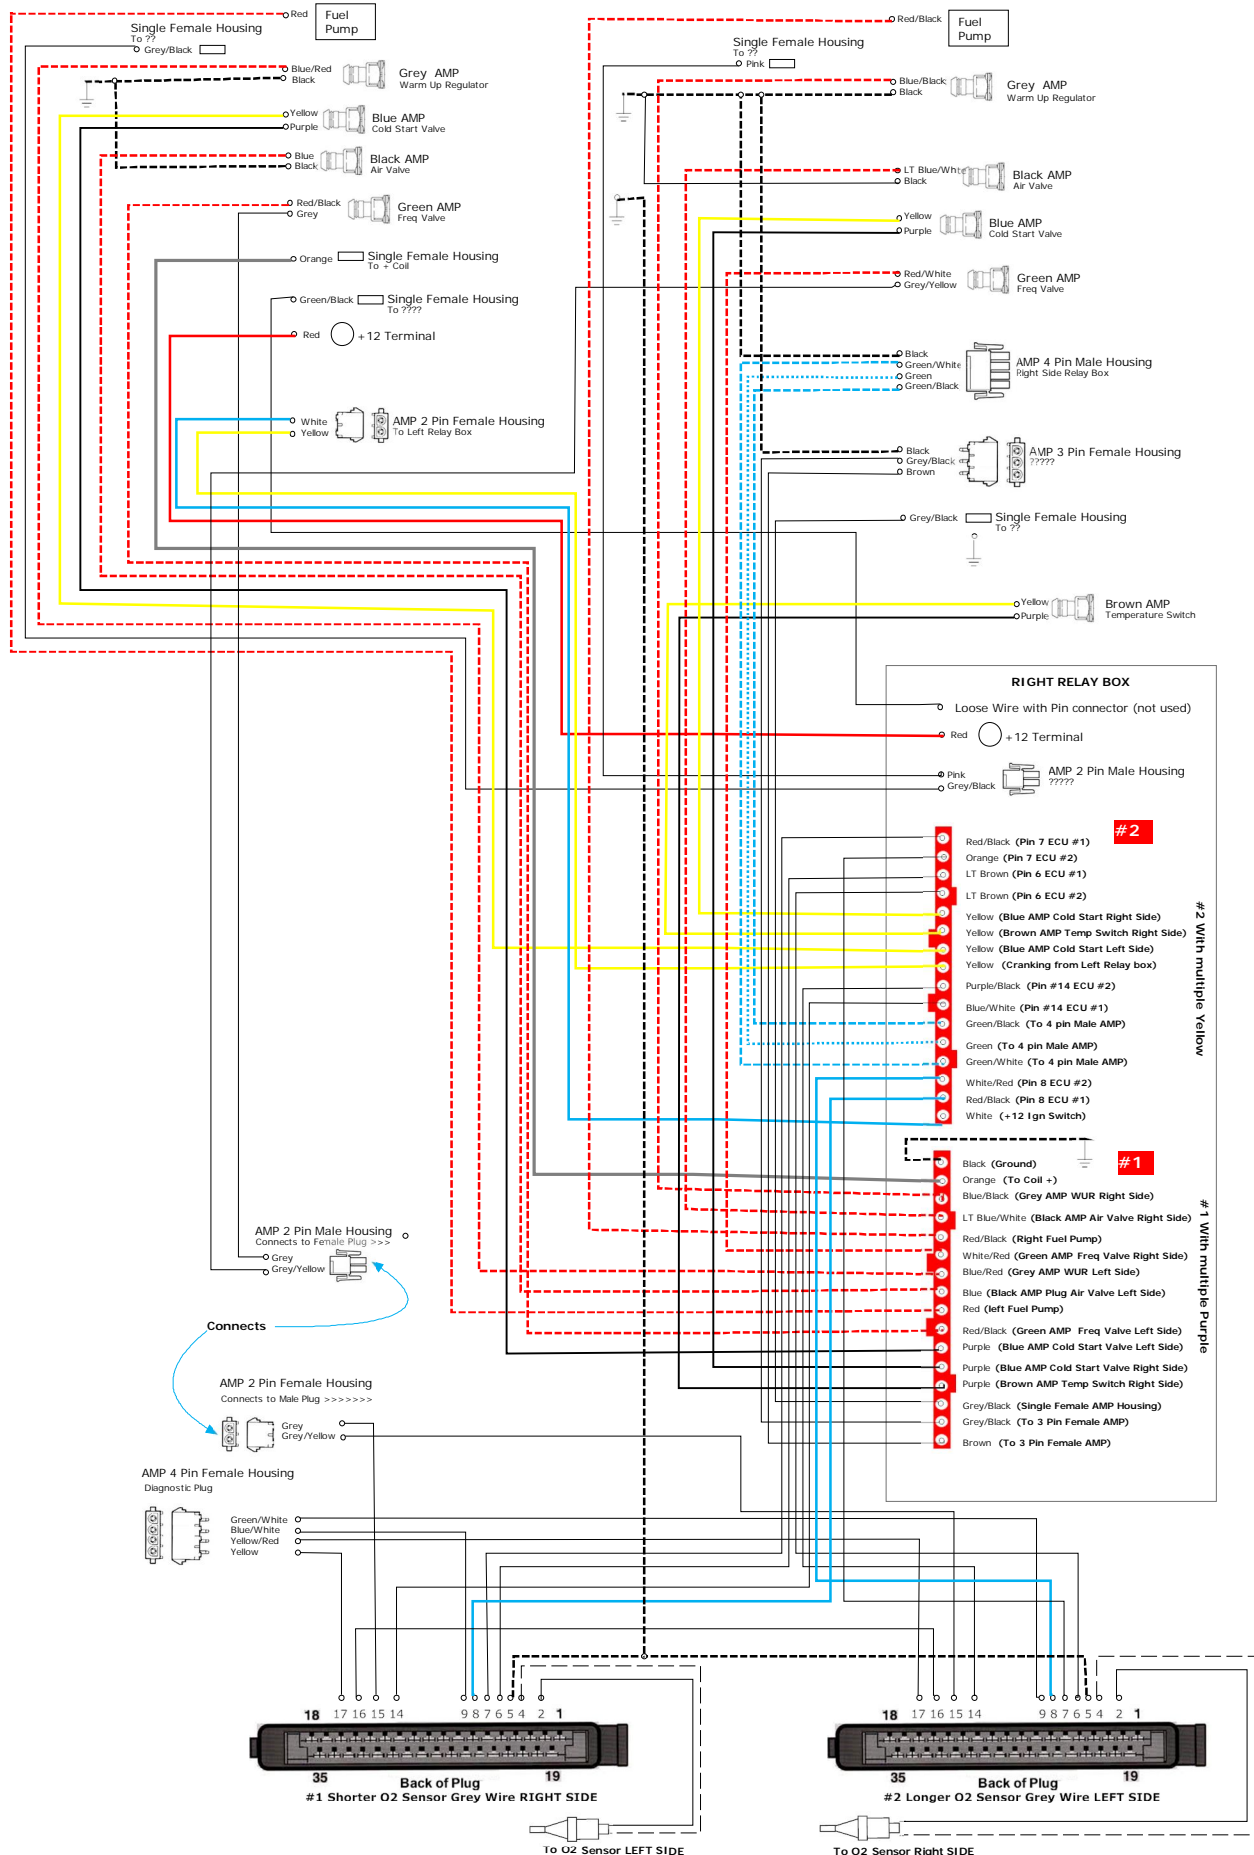 Red
Fuel
Pump
Single Female Housing
To ??
Grey/Black
Blue/Red
Black
Grey AMP
Warm Up Regulator
Yellow
Purple
Blue AMP
Cold Start Valve
Blue
Black
Black AMP
Air Valve
Red/Black
Grey
Green AMP
Freq Valve
Orange
Single Female Housing
To + Coil
Green/Black
Single Female Housing
To ????
Red
+12 Terminal
White
Yellow
AMP 2 Pin Female Housing
To Left Relay Box
Red/Black
Fuel
Pump
Single Female Housing
To ??
Pink
Blue/Black
Black
Grey AMP
Warm Up Regulator
LT Blue/White
Black
Black AMP
Air Valve
Yellow
Purple
Blue AMP
Cold Start Valve
Red/White
Grey/Yellow
Green AMP
Freq Valve
Black
Green/White
Green
Green/Black
AMP 4 Pin Male Housing
Right Side Relay Box
Black
Grey/Black
Brown
AMP 3 Pin Female Housing
?????
Grey/Black
Single Female Housing
To ??
Yellow
Purple
Brown AMP
Temperature Switch
RIGHT RELAY BOX
Loose Wire with Pin connector (not used)
Red
+12 Terminal
Pink
Grey/Black
AMP 2 Pin Male Housing
?????
#2
Red/Black (Pin 7 ECU #1)
Orange (Pin 7 ECU #2)
LT Brown (Pin 6 ECU #1)
LT Brown (Pin 6 ECU #2)
Yellow (Blue AMP Cold Start Right Side)
Yellow (Brown AMP Temp Switch Right Side)
Yellow (Blue AMP Cold Start Left Side)
Yellow (Cranking from Left Relay box)
Purple/Black (Pin #14 ECU #2)
Blue/White (Pin #14 ECU #1)
Green/Black (To 4 pin Male AMP)
Green (To 4 pin Male AMP)
Green/White (To 4 pin Male AMP)
White/Red (Pin 8 ECU #2)
Red/Black (Pin 8 ECU #1)
White (+12 Ign Switch)
#2 With multiple Yellow
#1
Black (Ground)
Orange (To Coil +)
Blue/Black (Grey AMP WUR Right Side)
LT Blue/White (Black AMP Air Valve Right Side)
Red/Black (Right Fuel Pump)
White/Red (Green AMP Freq Valve Right Side)
Blue/Red (Grey AMP WUR Left Side)
Blue (Black AMP Plug Air Valve Left Side)
Red (left Fuel Pump)
Red/Black (Green AMP Freq Valve Left Side)
Purple (Blue AMP Cold Start Valve Left Side)
Purple (Blue AMP Cold Start Valve Right Side)
Purple (Brown AMP Temp Switch Right Side)
Grey/Black (Single Female AMP Housing)
Grey/Black (To 3 Pin Female AMP)
Brown (To 3 Pin Female AMP)
#1 With multiple Purple
AMP 2 Pin Male Housing
Connects to Female Plug >>>
Grey
Grey/Yellow
Connects
AMP 2 Pin Female Housing
Connects to Male Plug >>>>>>>
Grey
Grey/Yellow
AMP 4 Pin Female Housing
Diagnostic Plug
Green/White
Blue/White
Yellow/Red
Yellow
18 17 16 15 14 9 8 7 6 5 4 2 1
35 19
Back of Plug
#1 Shorter O2 Sensor Grey Wire RIGHT SIDE
To O2 Sensor LEFT SIDE
18 17 16 15 14 9 8 7 6 5 4 2 1
35 19
Back of Plug
#2 Longer O2 Sensor Grey Wire LEFT SIDE
To O2 Sensor Right SIDE